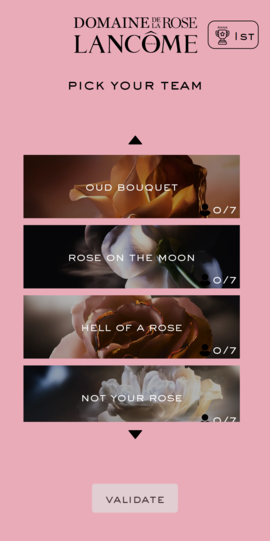 DOMAINE DE LA ROSE
LANCÔME
1ST
PICK YOUR TEAM
OUD BOUQUET
0/7
ROSE ON THE MOON
0/7
HELL OF A ROSE
0/7
NOT YOUR ROSE
0/7
VALIDATE